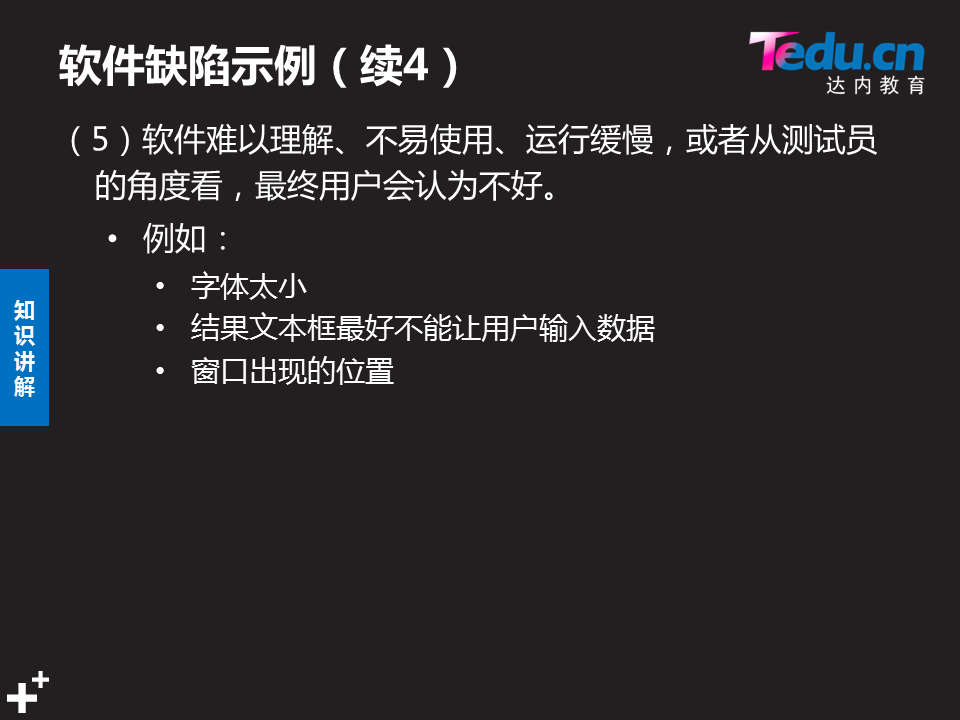 软件缺陷示例（续4）
Tedu.cn
达内教育
（5）软件难以理解、不易使用、运行缓慢，或者从测试员
的角度看，最终用户会认为不好。
• 例如：
• 字体太小
• 结果文本框最好不能让用户输入数据
• 窗口出现的位置
知
识
讲
解